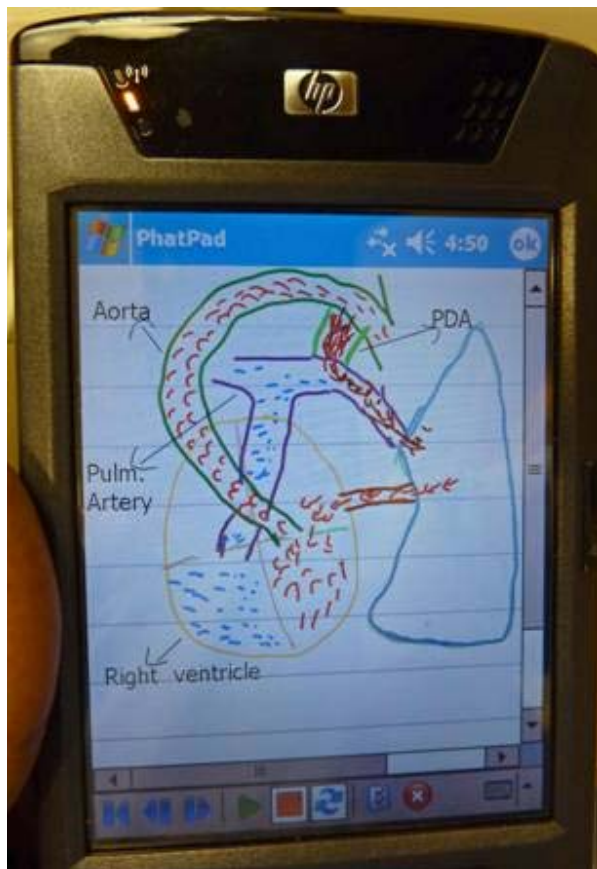 hp
PhatPad 4:50 ok
Aorta
PDA
Pulm.
Artery
Right ventricle